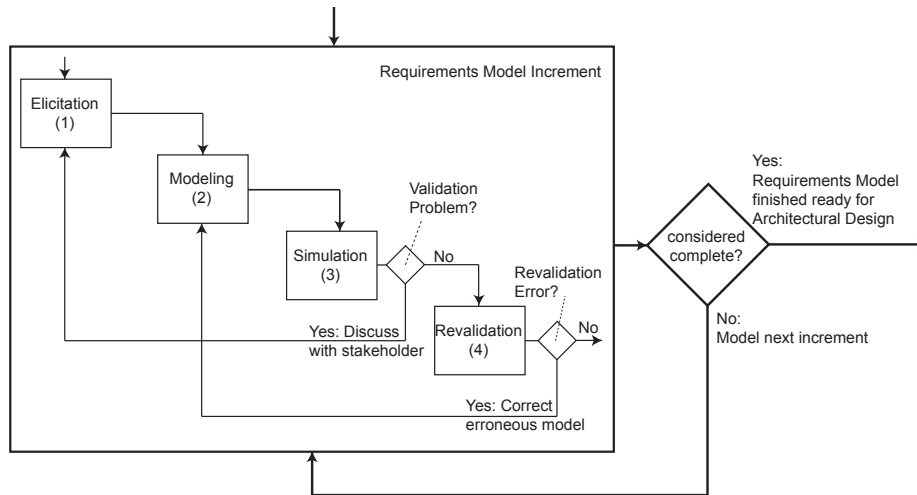 Requirements Model Increment
Elicitation
(1)
Modeling
(2)
Validation
Problem?
Simulation
(3)
No
Yes: Discuss
with stakeholder
Revalidation
Error?
Revalidation
(4)
No
Yes: Correct
erroneous model
considered
complete?
Yes:
Requirements Model
finished ready for
Architectural Design
No:
Model next increment